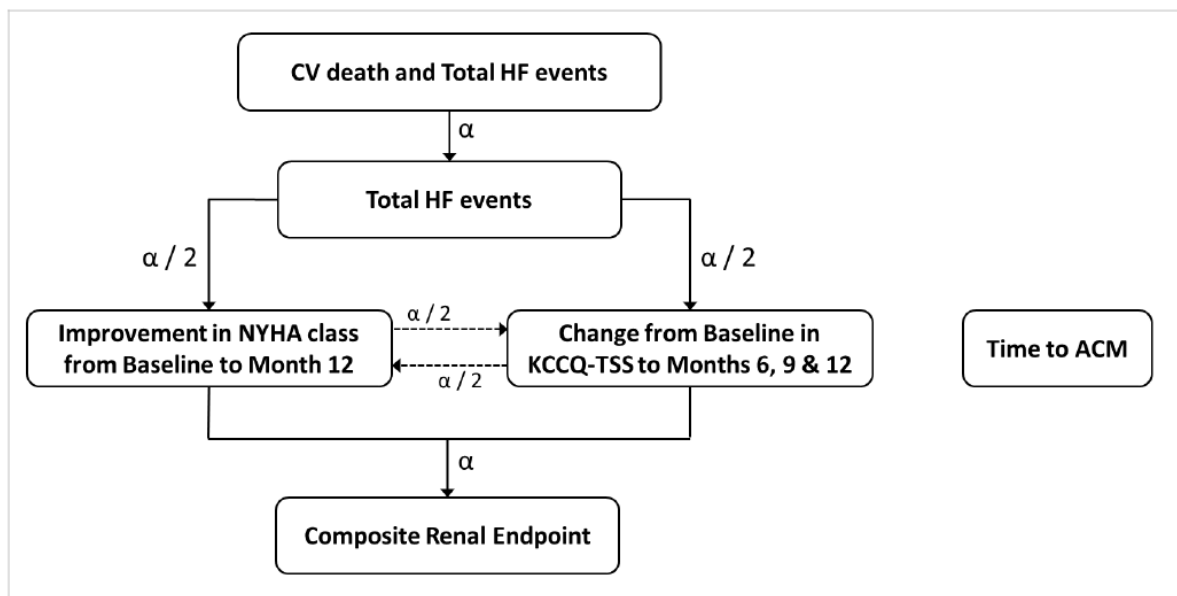 CV death and Total HF events
α
Total HF events
α / 2
α / 2
Improvement in NYHA class
from Baseline to Month 12
α / 2
α / 2
Change from Baseline in
KCCQ-TSS to Months 6, 9 & 12
Time to ACM
α
Composite Renal Endpoint